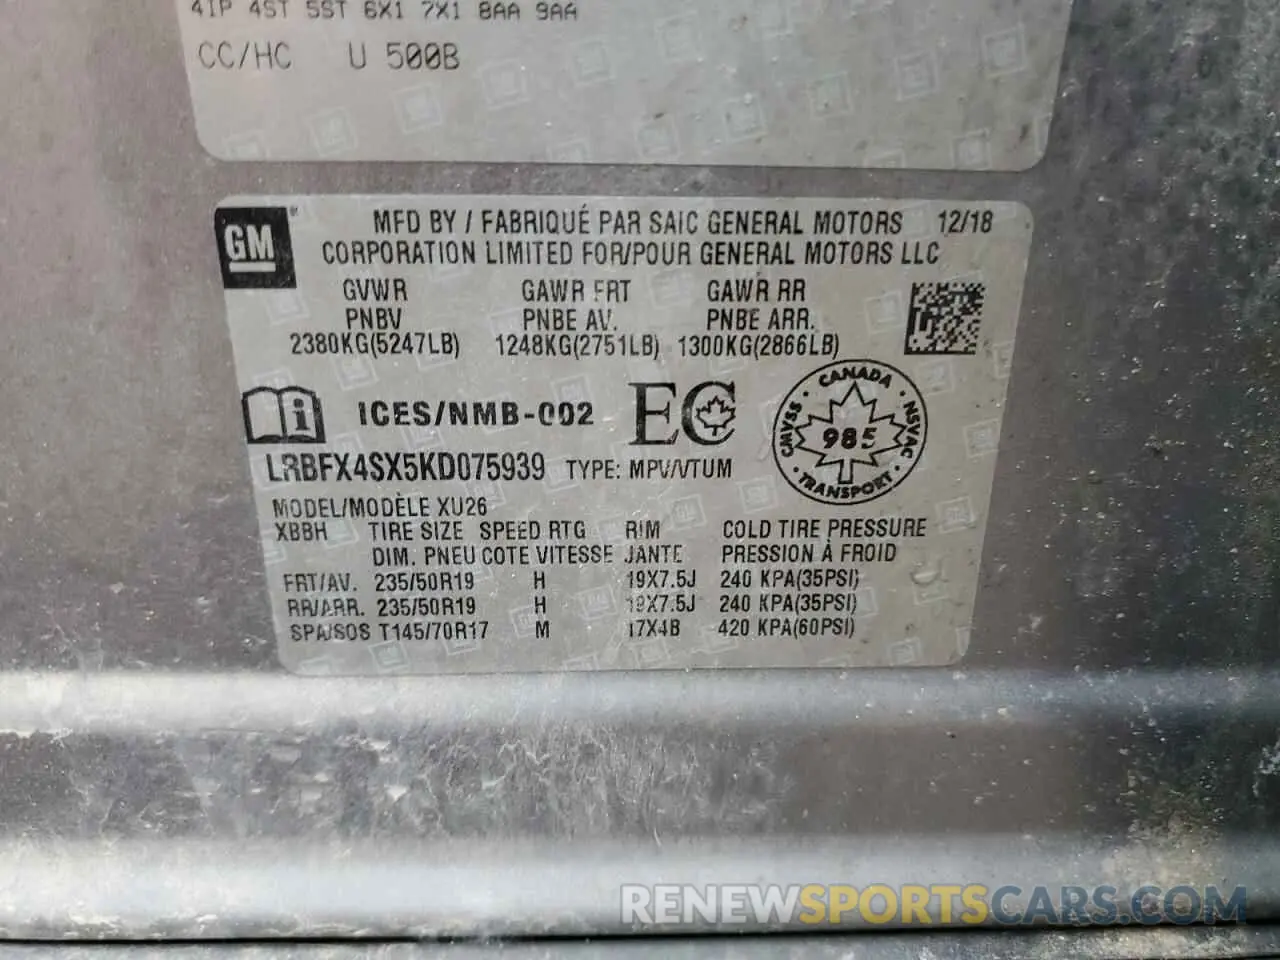 41P 4ST 5ST 6X1 7X1 8AA 9AA
CC/HC U 500B
GM
MFD BY / FABRIQUÉ PAR SAIC GENERAL MOTORS 12/18
CORPORATION LIMITED FOR/POUR GENERAL MOTORS LLC
GVWR GAWR FRT GAWR RR
PNBV PNBE AV. PNBE ARR.
2380KG(5247LB) 1248KG(2751LB) 1300KG(2866LB)
i ICES/NMB-002 EC
CANADA
CMVSS 985 NSVAC
TRANSPORT
LRBFX4SX5KD075939 TYPE: MPV/VTUM
MODEL/MODÈLE XU26
XBBH TIRE SIZE SPEED RTG RIM COLD TIRE PRESSURE
DIM. PNEU COTE VITESSE JANTE PRESSION À FROID
FRT/AV. 235/50R19 H 19X7.5J 240 KPA(35PSI)
RR/ARR. 235/50R19 H 19X7.5J 240 KPA(35PSI)
SPA/SOS T145/70R17 M 17X4B 420 KPA(60PSI)
RENEWSPORTSCARS.COM